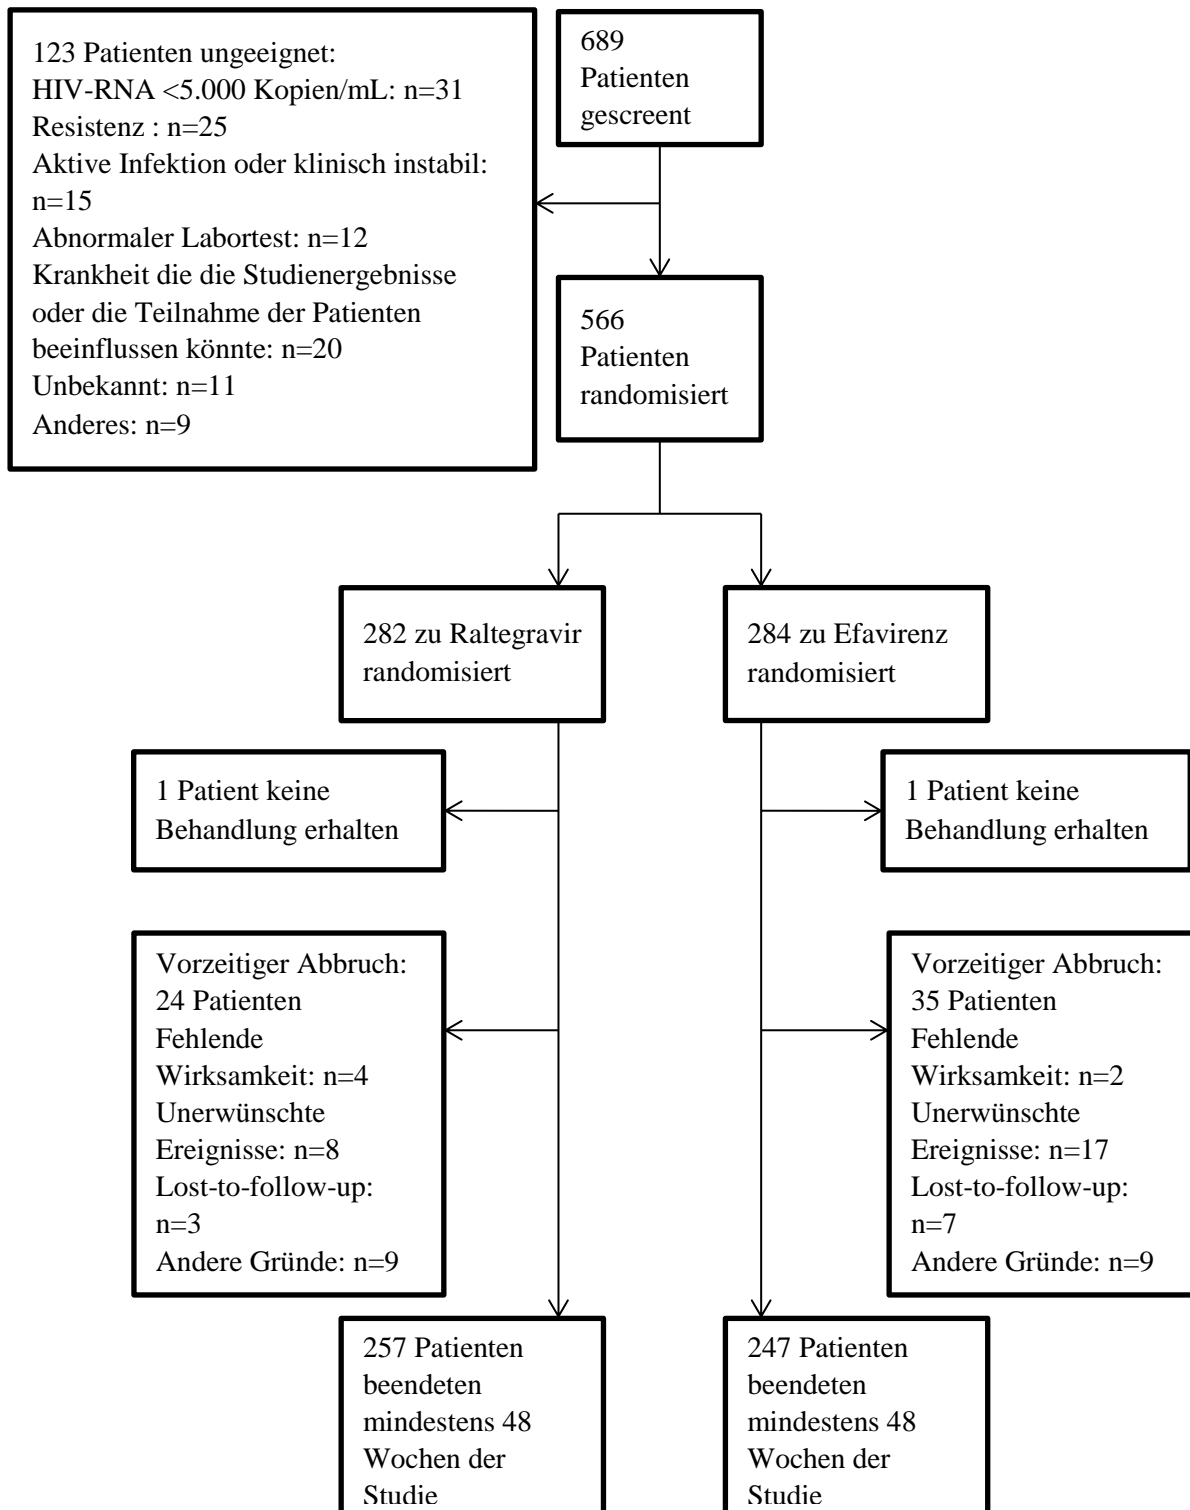 123 Patienten ungeeignet:
HIV-RNA <5.000 Kopien/mL: n=31
Resistenz : n=25
Aktive Infektion oder klinisch instabil:
n=15
Abnormaler Labortest: n=12
Krankheit die die Studienergebnisse
oder die Teilnahme der Patienten
beeinflussen könnte: n=20
Unbekannt: n=11
Anderes: n=9
689
Patienten
gescreent
566
Patienten
randomisiert
282 zu Raltegravir
randomisiert
284 zu Efavirenz
randomisiert
1 Patient keine
Behandlung erhalten
1 Patient keine
Behandlung erhalten
Vorzeitiger Abbruch:
24 Patienten
Fehlende
Wirksamkeit: n=4
Unerwünschte
Ereignisse: n=8
Lost-to-follow-up:
n=3
Andere Gründe: n=9
Vorzeitiger Abbruch:
35 Patienten
Fehlende
Wirksamkeit: n=2
Unerwünschte
Ereignisse: n=17
Lost-to-follow-up:
n=7
Andere Gründe: n=9
257 Patienten
beendeten
mindestens 48
Wochen der
Studie
247 Patienten
beendeten
mindestens 48
Wochen der
Studie